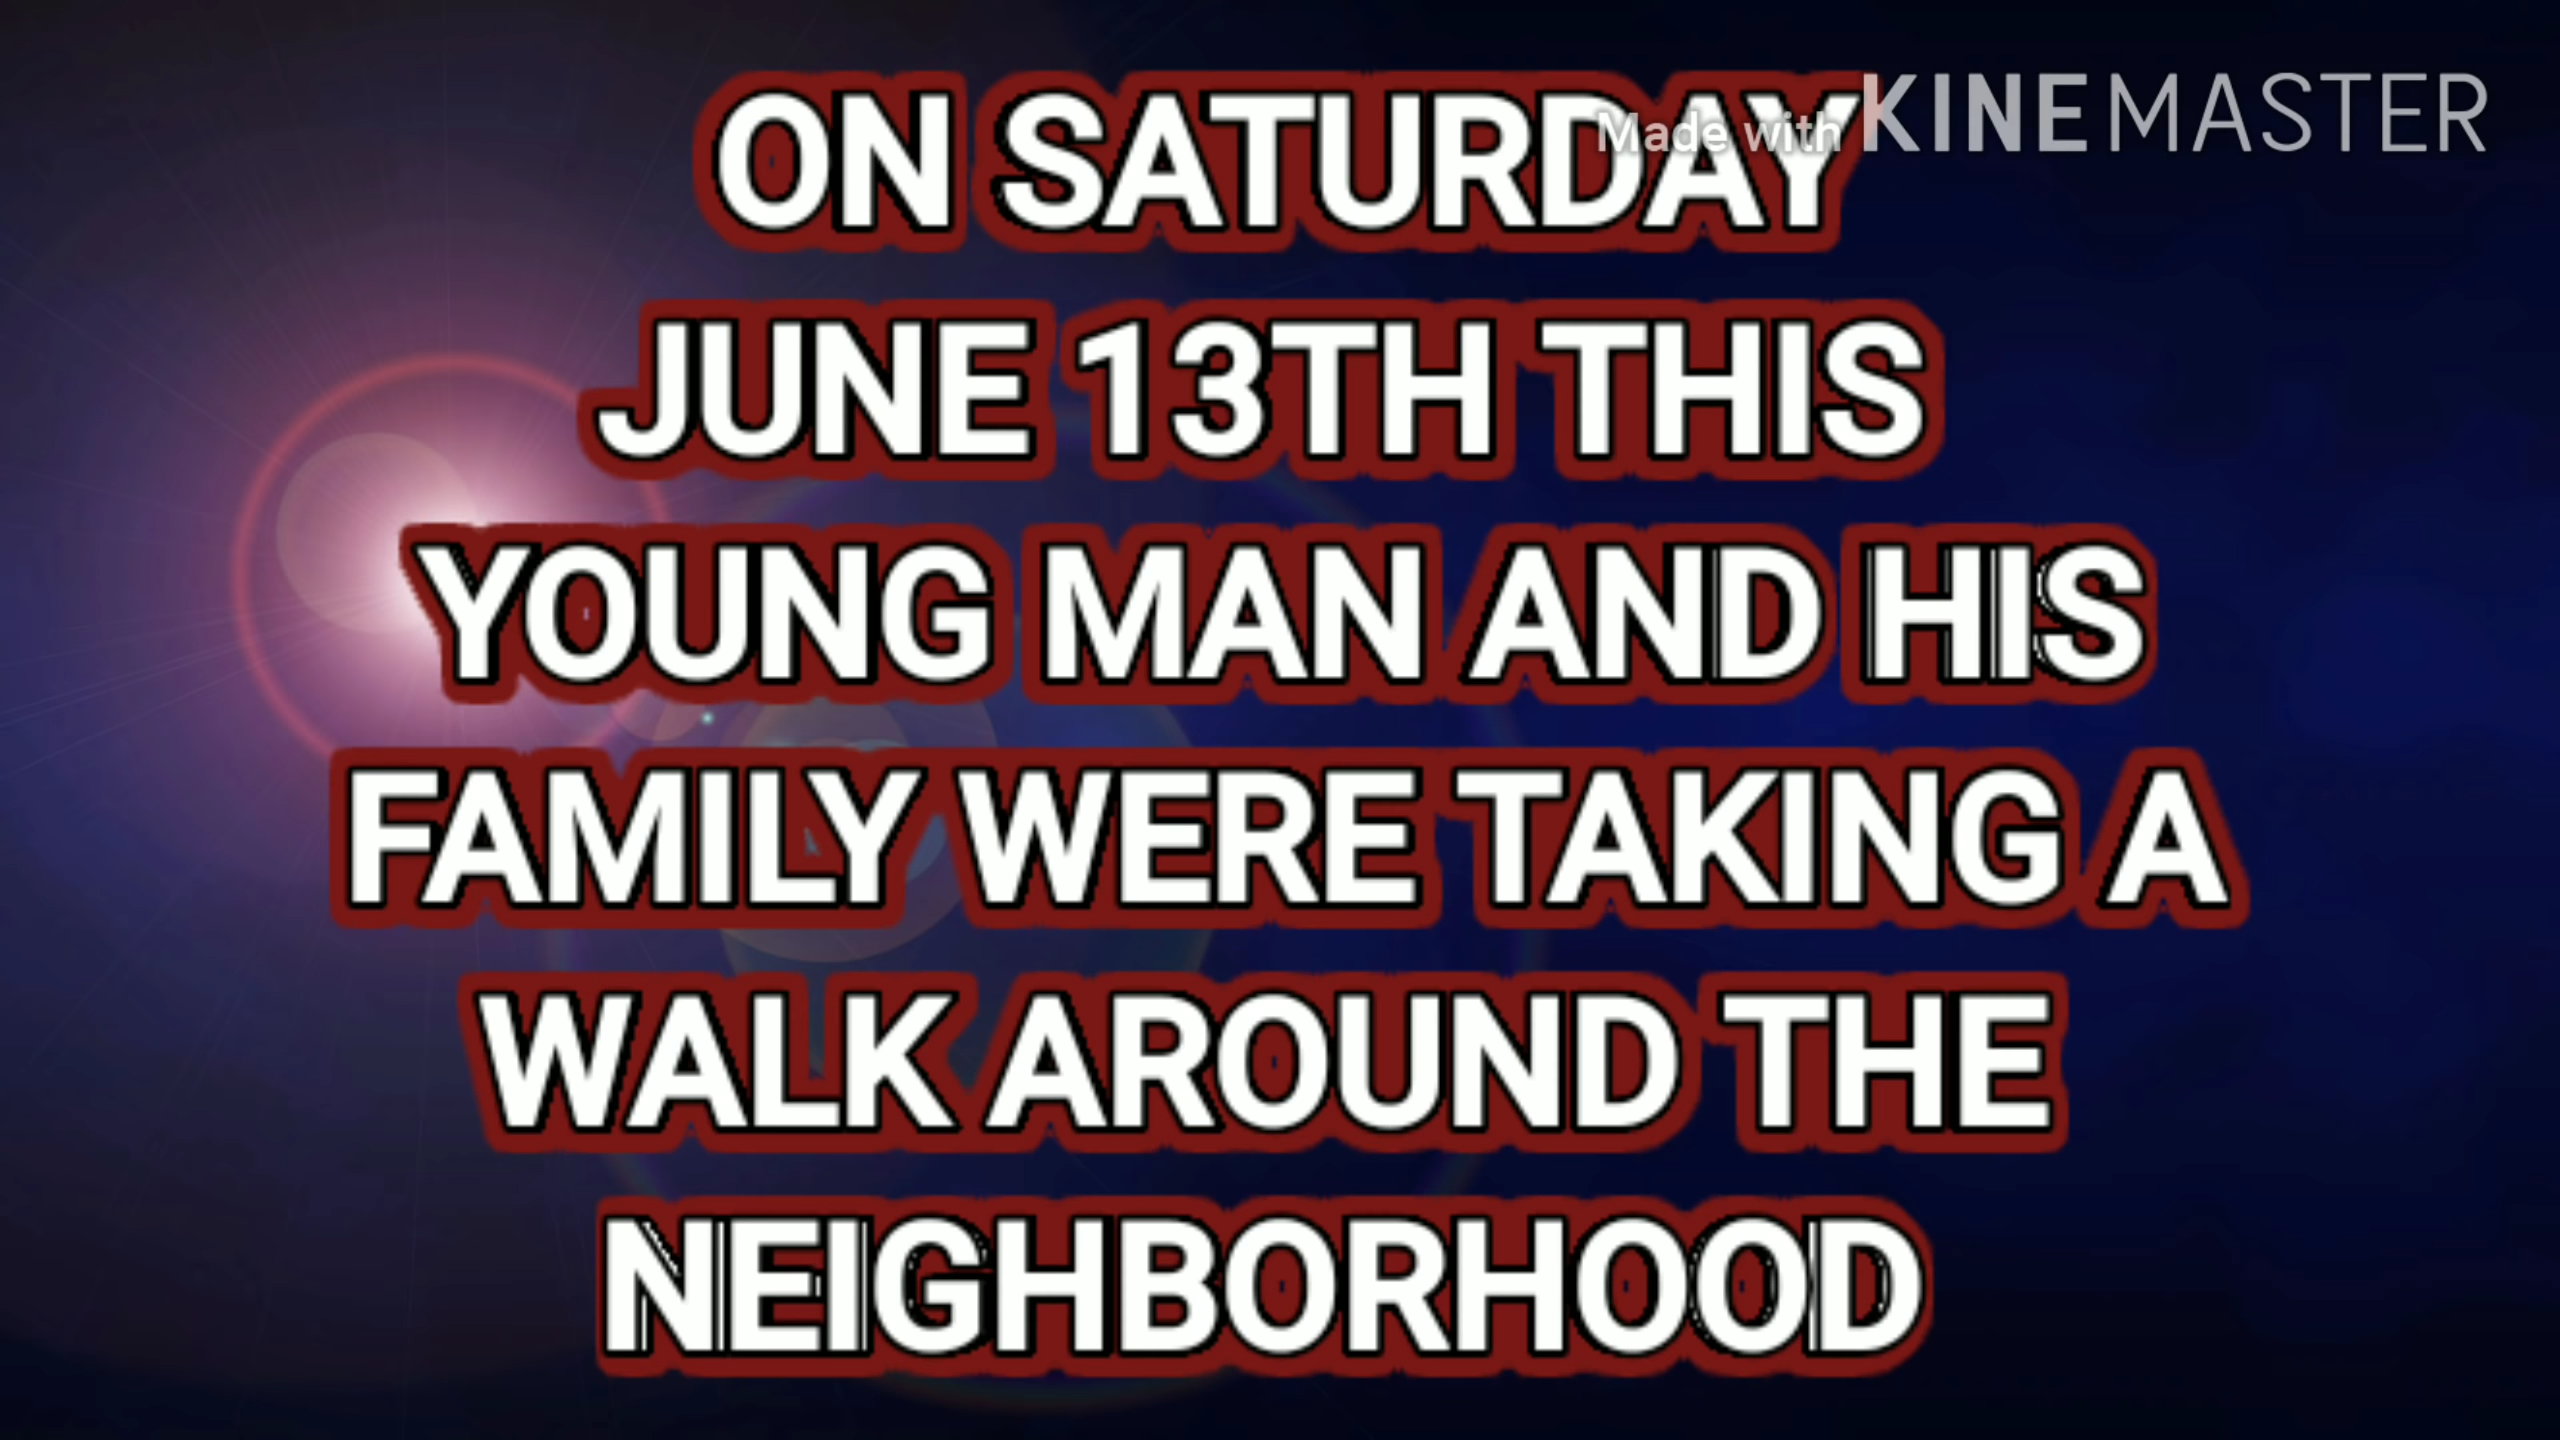 ON SATURDAY
Made with KINEMASTER
JUNE 13TH THIS
YOUNG MAN AND HIS
FAMILY WERE TAKING A
WALK AROUND THE
NEIGHBORHOOD